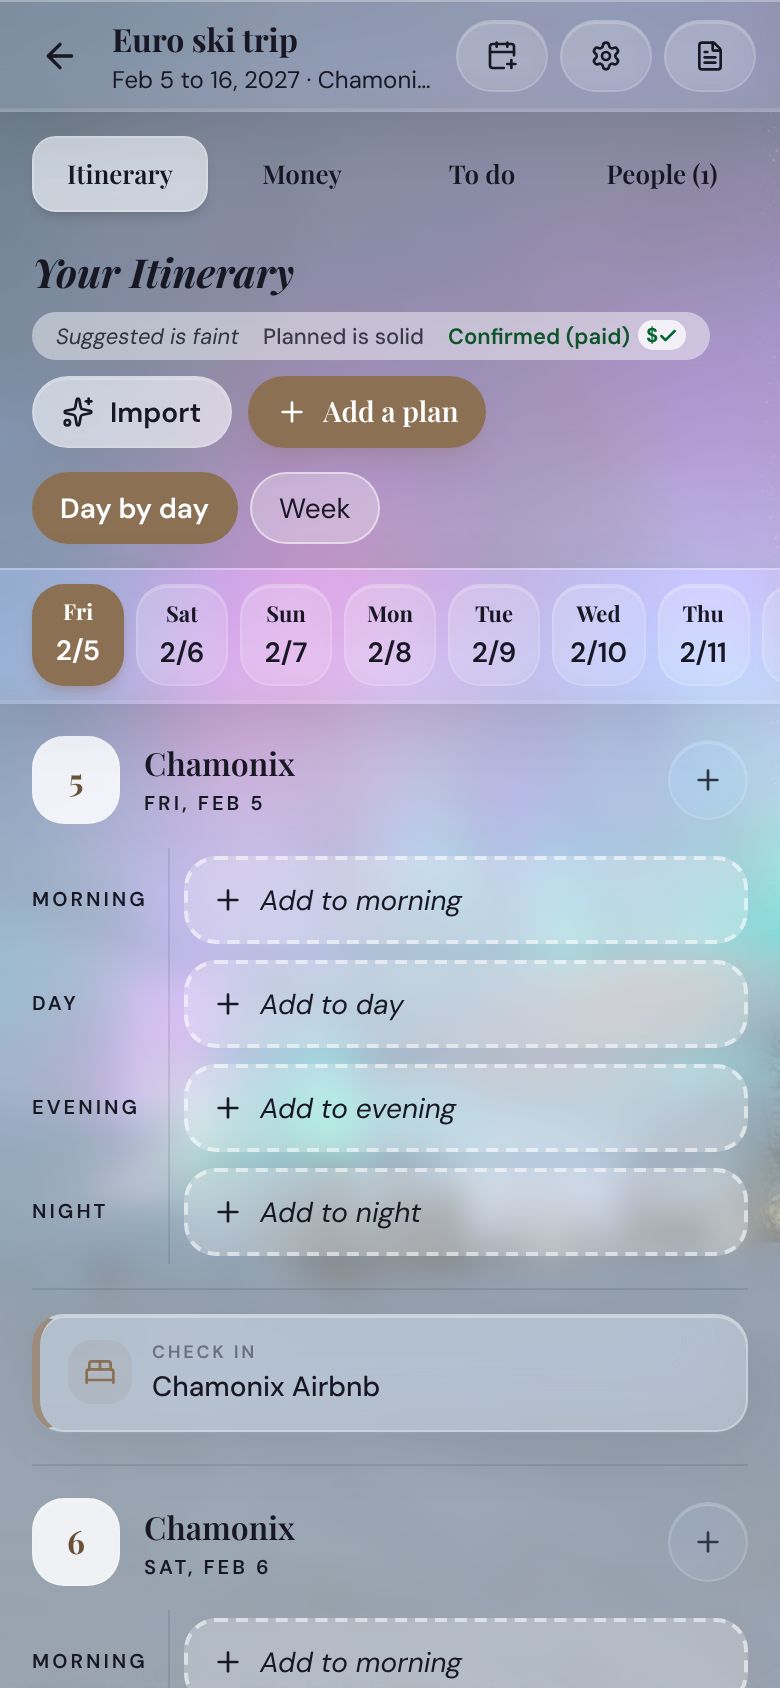 Euro ski trip
Feb 5 to 16, 2027 · Chamoni...
Itinerary Money To do People (1)
Your Itinerary
Suggested is faint Planned is solid Confirmed (paid) $✓
Import + Add a plan
Day by day Week
Fri Sat Sun Mon Tue Wed Thu
2/5 2/6 2/7 2/8 2/9 2/10 2/11
5 Chamonix +
FRI, FEB 5
MORNING + Add to morning
DAY + Add to day
EVENING + Add to evening
NIGHT + Add to night
CHECK IN
Chamonix Airbnb
6 Chamonix +
SAT, FEB 6
MORNING + Add to morning